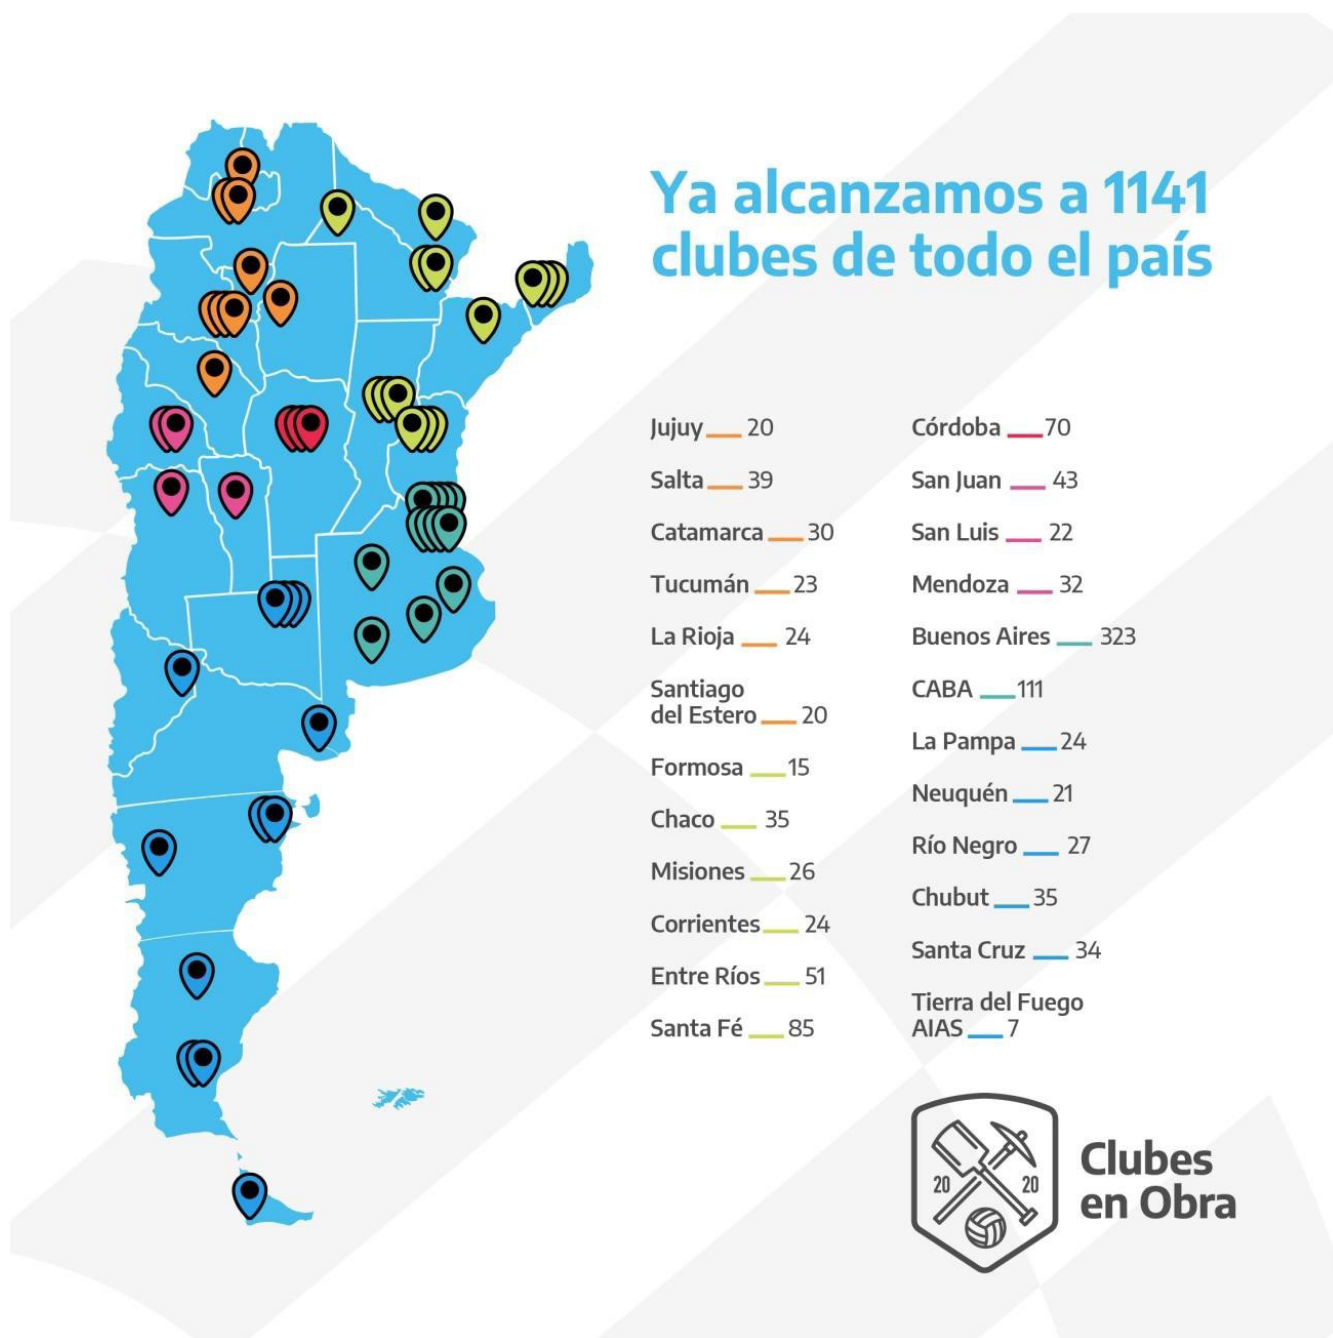 Ya alcanzamos a 1141
clubes de todo el país
Jujuy 20
Salta 39
Catamarca 30
Tucumán 23
La Rioja 24
Santiago
del Estero 20
Formosa 15
Chaco 35
Misiones 26
Corrientes 24
Entre Ríos 51
Santa Fé 85
Córdoba 70
San Juan 43
San Luis 22
Mendoza 32
Buenos Aires 323
CABA 111
La Pampa 24
Neuquén 21
Río Negro 27
Chubut 35
Santa Cruz 34
Tierra del Fuego
AIAS 7
20 20
Clubes
en Obra